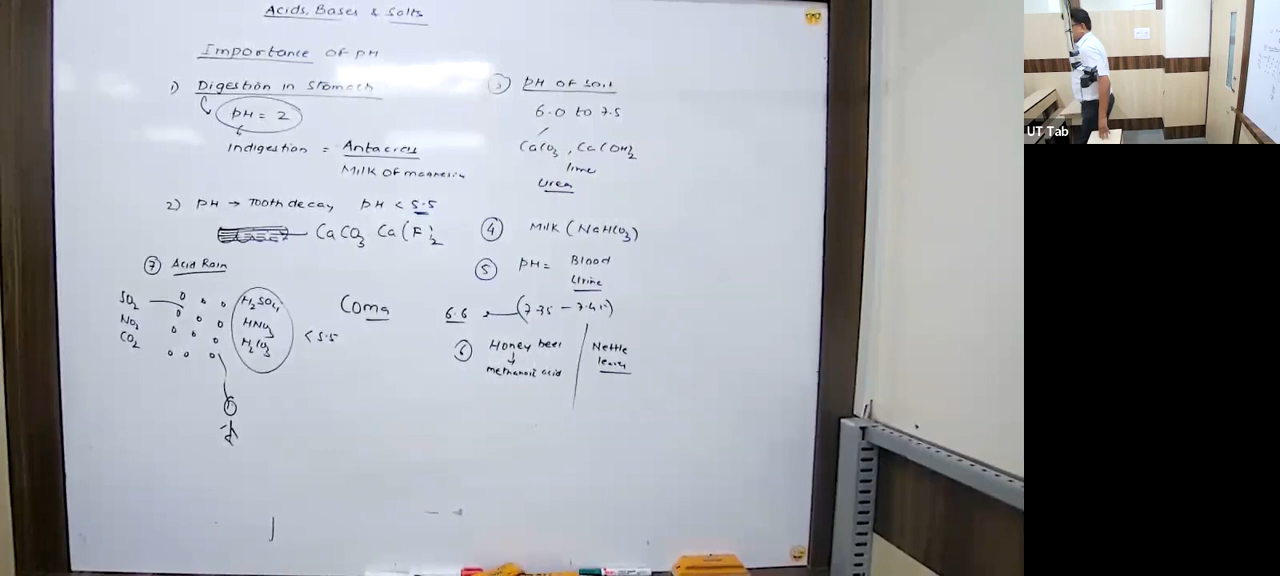 Acids, Bases & Salts
Importance of pH
1) Digestion in Stomach
pH = 2
Indigestion = Antacids
Milk of magnesia
2) pH → Tooth decay pH < 5.5
CaCO3 Ca(F)2
7 Acid Rain
SO2 H2SO4
NO2 HNO3
CO2 H2CO3
< 5.5
Coma
3 pH of soil
6.0 to 7.5
CaCO3, Ca(OH)2
lime
Urea
4 Milk (NaHCO3)
5 pH = Blood
Urine
6.6 (7.35 – 7.45)
6 Honey bee
methanoic acid
Nettle
leaves
UT Tab